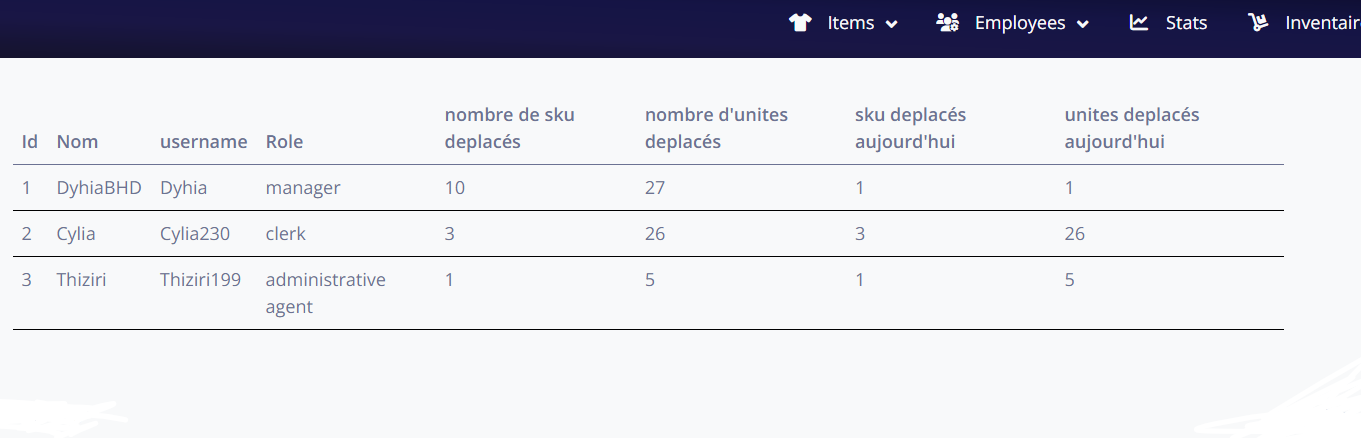 Items Employees Stats Inventair
nombre de sku nombre d'unites sku deplacés unites deplacés
Id Nom username Role deplacés deplacés aujourd'hui aujourd'hui
1 DyhiaBHD Dyhia manager 10 27 1 1
2 Cylia Cylia230 clerk 3 26 3 26
3 Thiziri Thiziri199 administrative 1 5 1 5
agent